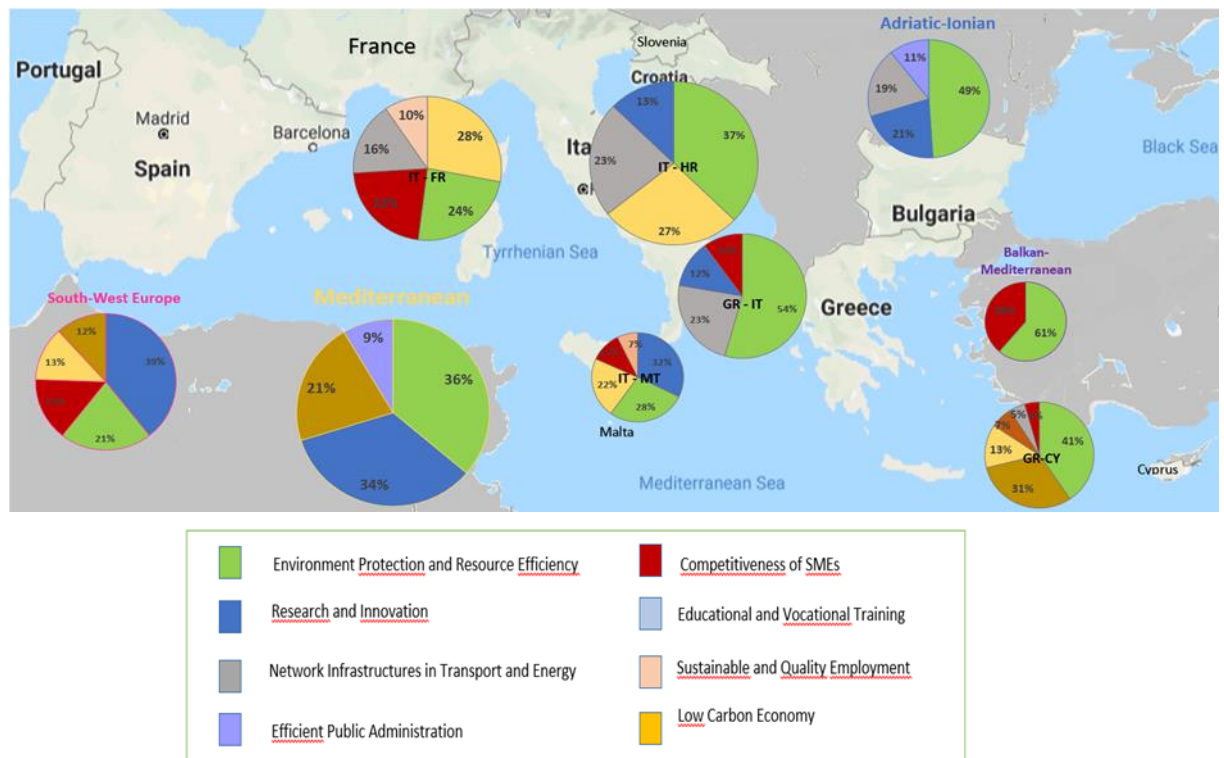 Adriatic-Ionian
Slovenia
France
Portugal
Croatia
11%
49%
19%
21%
13%
37%
IT - HR
23%
27%
10%
28%
16%
IT - FR
24%
Madrid
Barcelona
Spain
Ita
Black Sea
Bulgaria
Tyrrhenian Sea
Balkan-
Mediterranean
61%
12%
GR - IT
54%
23%
Greece
South-West Europe
12%
39%
13%
21%
Mediterranean
9%
36%
21%
34%
7%
32%
IT - MT
22%
28%
Malta
5%
7%
41%
13%
GR-CY
31%
Cyprus
Mediterranean Sea
Environment Protection and Resource Efficiency
Competitiveness of SMEs
Research and Innovation
Educational and Vocational Training
Network Infrastructures in Transport and Energy
Sustainable and Quality Employment
Efficient Public Administration
Low Carbon Economy